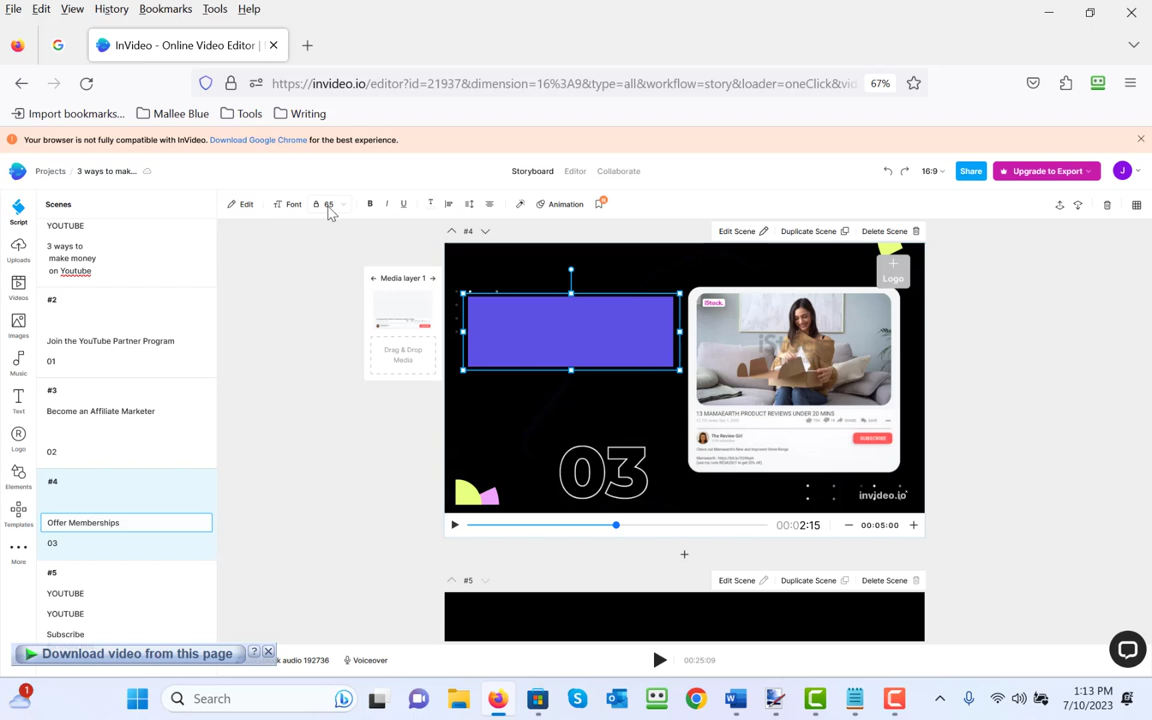 File Edit View History Bookmarks Tools Help
InVideo - Online Video Editor |
https://invideo.io/editor?id=21937&dimension=16%3A9&type=all&workflow=story&loader=oneClick&vid 67%
Import bookmarks... Mallee Blue Tools Writing
Your browser is not fully compatible with InVideo. Download Google Chrome for the best experience.
Projects / 3 ways to mak... Storyboard Editor Collaborate 16:9 Share Upgrade to Export J
Script Scenes Edit Font 65 B I U T Animation
YOUTUBE
3 ways to
make money
on Youtube
#2
Join the YouTube Partner Program
01
#3
Become an Affiliate Marketer
02
#4
Offer Memberships
03
#5
YOUTUBE
YOUTUBE
Subscribe
Uploads
Videos
Images
Music
Text
Logo
Elements
Templates
More
#4 Edit Scene Duplicate Scene Delete Scene
Media layer 1
Drag & Drop
Media
+
Logo
iStock.
iStock
13 MAMAEARTH PRODUCT REVIEWS UNDER 20 MINS
The Review Girl
SUBSCRIBE
03
invideo.io
00:02:15 00:05:00
#5 Edit Scene Duplicate Scene Delete Scene
Download video from this page ?
k audio 192736 Voiceover 00:25:09
1 Search 1:13 PM
7/10/2023